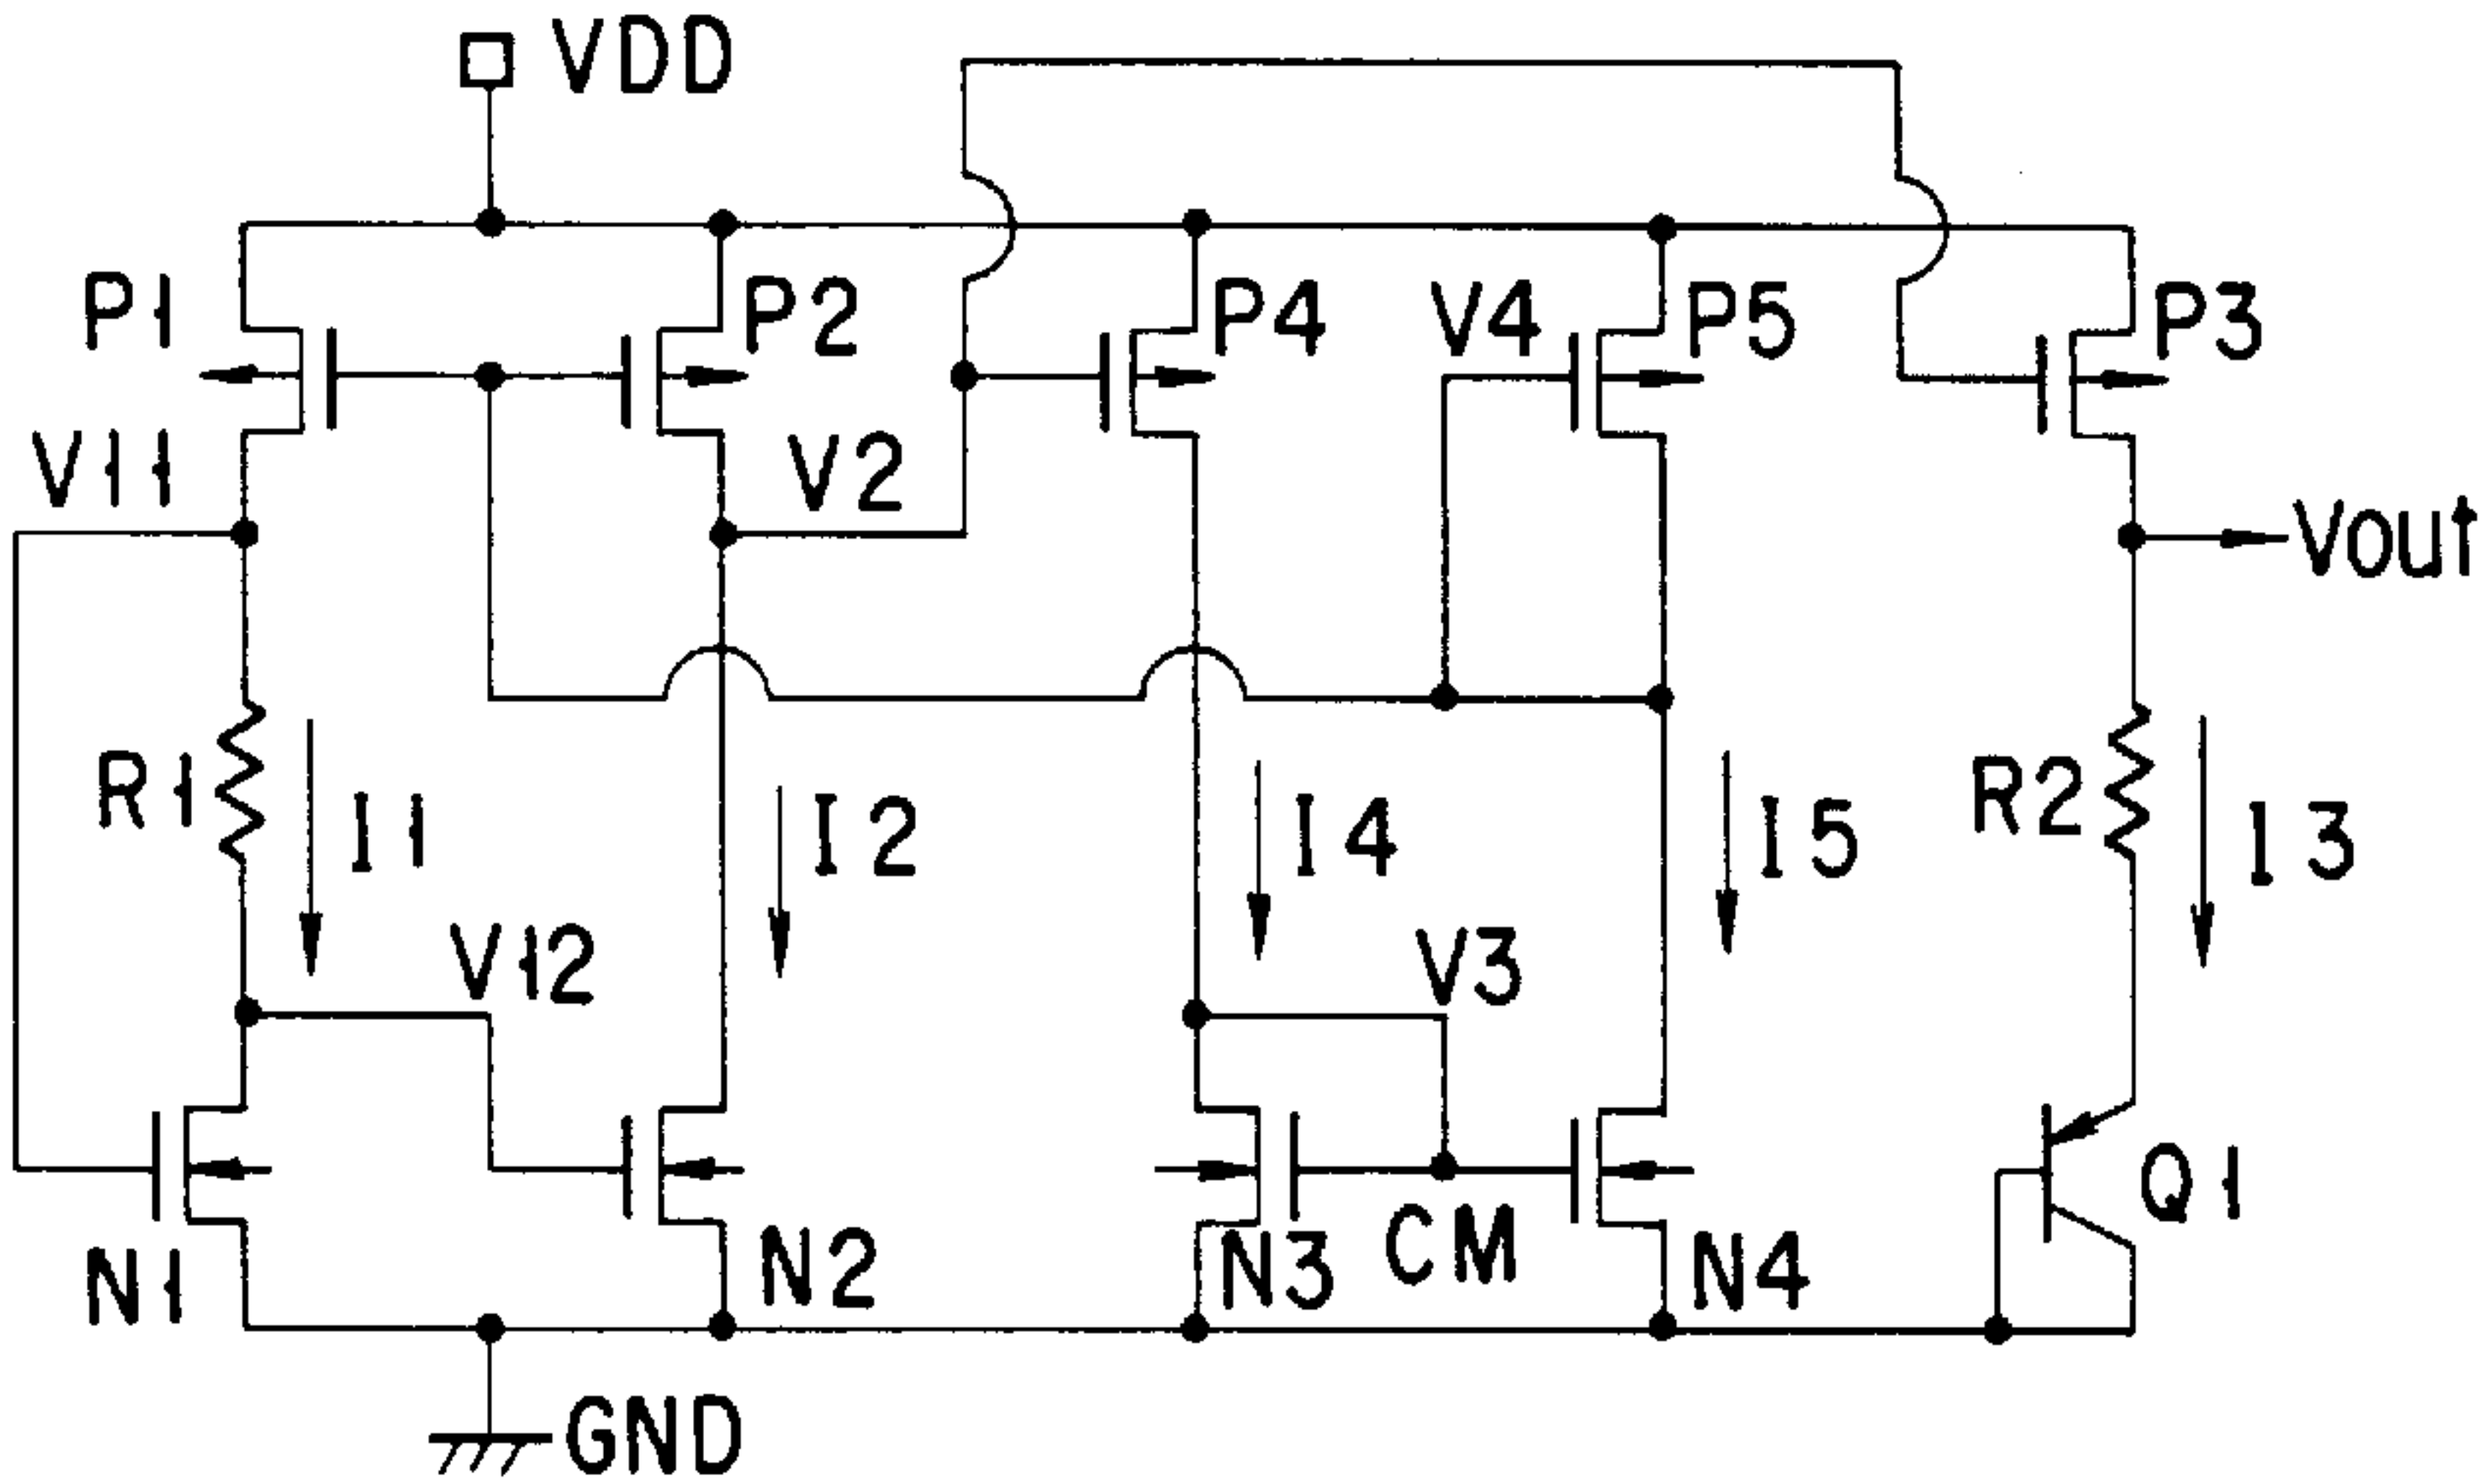 VDD
P1
P2
P4
V4
P5
P3
V11
V2
Vout
R1
I1
I2
I4
I5
R2
I3
V12
V3
N1
N2
N3
CM
N4
Q1
GND